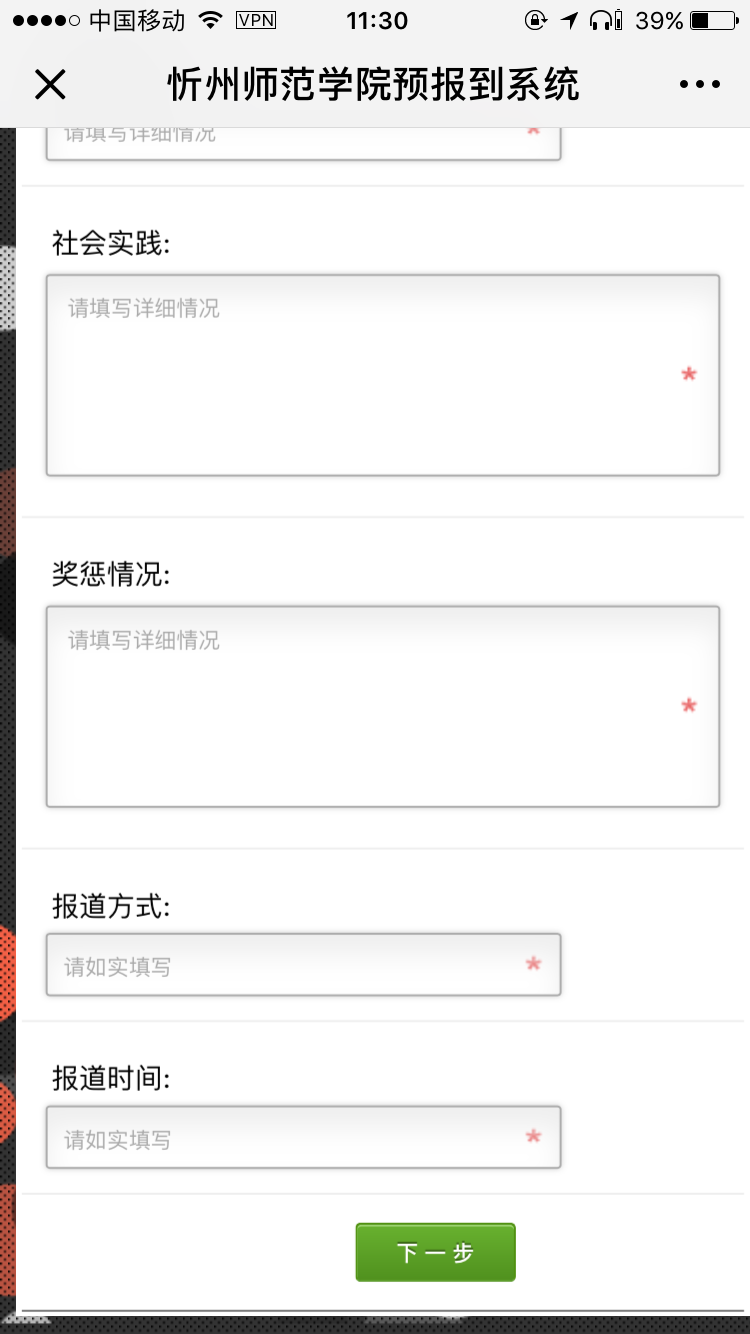 中国移动 VPN 11:30 39%
忻州师范学院预报到系统
请填写详细情况 *
社会实践:
请填写详细情况
*
奖惩情况:
请填写详细情况
*
报道方式:
请如实填写 *
报道时间:
请如实填写 *
下一步